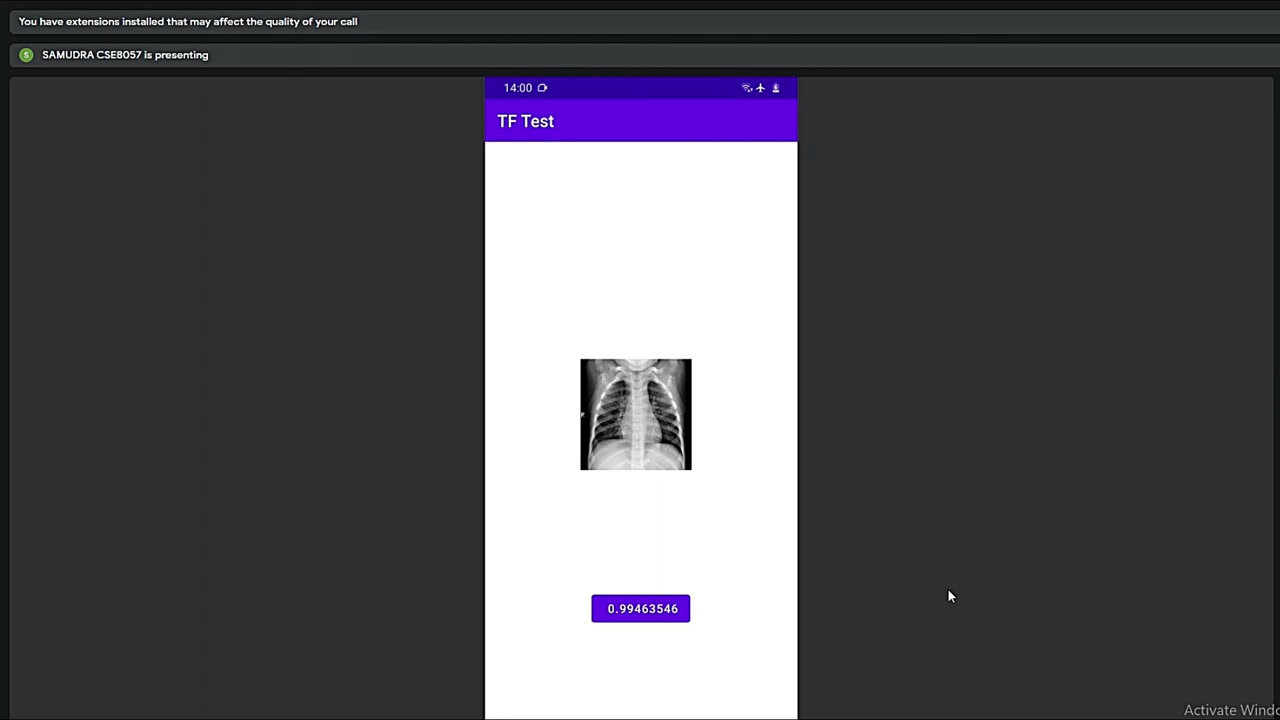 You have extensions installed that may affect the quality of your call
S SAMUDRA CSE8057 is presenting
14:00
TF Test
0.99463546
Activate Windo